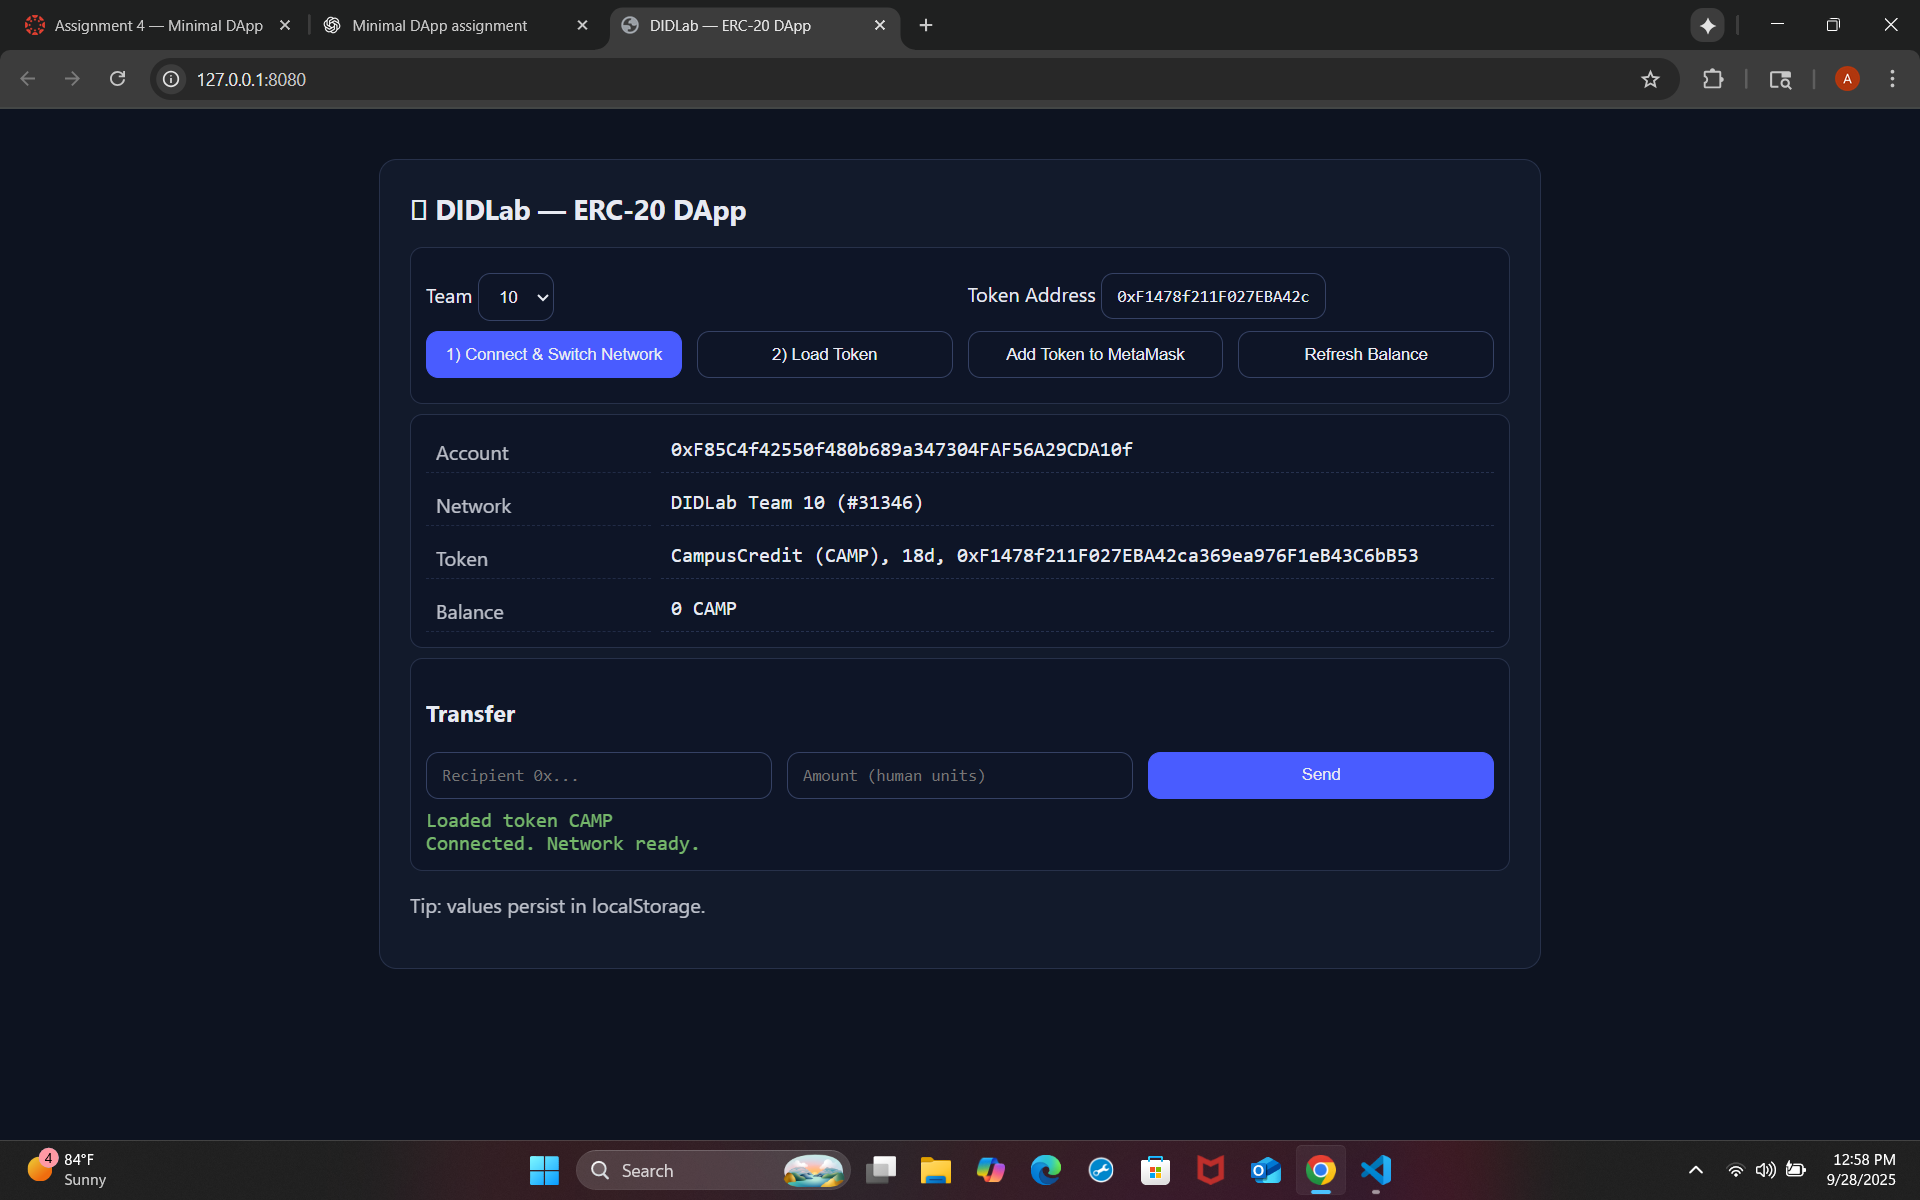 Assignment 4 — Minimal DApp
Minimal DApp assignment
DIDLab — ERC-20 DApp
127.0.0.1:8080
A
DIDLab — ERC-20 DApp
Team 10
Token Address 0xF1478f211F027EBA42c
1) Connect & Switch Network
2) Load Token
Add Token to MetaMask
Refresh Balance
Account 0xF85C4f42550f480b689a347304FAF56A29CDA10f
Network DIDLab Team 10 (#31346)
Token CampusCredit (CAMP), 18d, 0xF1478f211F027EBA42ca369ea976F1eB43C6bB53
Balance 0 CAMP
Transfer
Recipient 0x...
Amount (human units)
Send
Loaded token CAMP
Connected. Network ready.
Tip: values persist in localStorage.
4
84°F
Sunny
Search
12:58 PM
9/28/2025